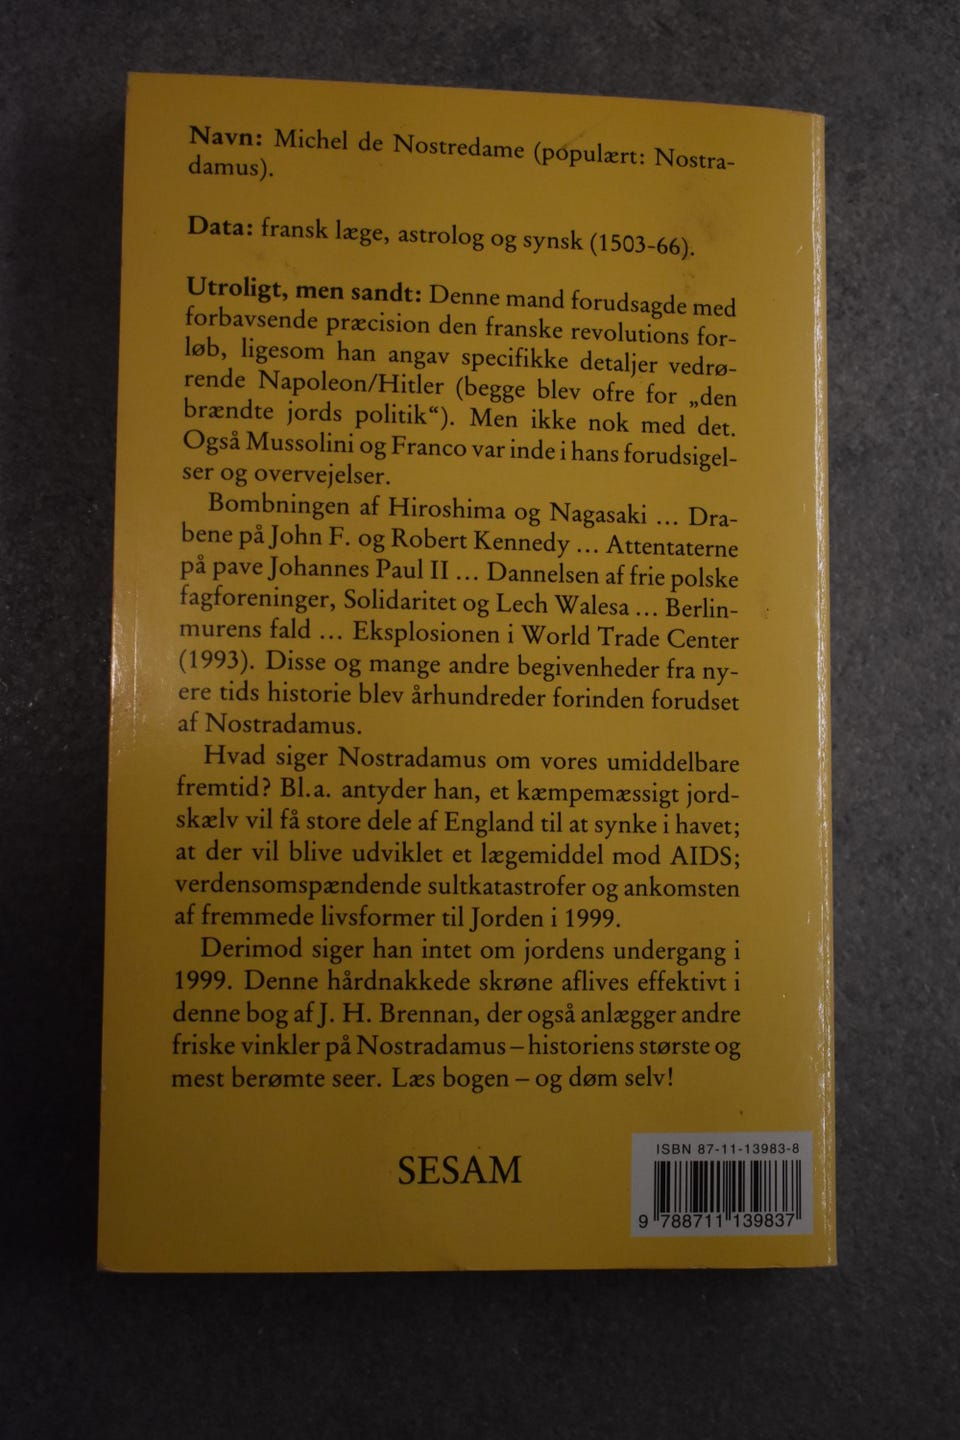 Navn: Michel de Nostredame (populært: Nostra-
damus).
Data: fransk læge, astrolog og synsk (1503-66).
Utroligt, men sandt: Denne mand forudsagde med
forbavsende præcision den franske revolutions for-
løb, ligesom han angav specifikke detaljer vedrø-
rende Napoleon/Hitler (begge blev ofre for „den
brændte jords politik“). Men ikke nok med det.
Også Mussolini og Franco var inde i hans forudsigel-
ser og overvejelser.
Bombningen af Hiroshima og Nagasaki ... Dra-
bene på John F. og Robert Kennedy ... Attentaterne
på pave Johannes Paul II ... Dannelsen af frie polske
fagforeninger, Solidaritet og Lech Walesa ... Berlin-
murens fald ... Eksplosionen i World Trade Center
(1993). Disse og mange andre begivenheder fra ny-
ere tids historie blev århundreder forinden forudset
af Nostradamus.
Hvad siger Nostradamus om vores umiddelbare
fremtid? Bl.a. antyder han, et kæmpemæssigt jord-
skælv vil få store dele af England til at synke i havet;
at der vil blive udviklet et lægemiddel mod AIDS;
verdensomspændende sultkatastrofer og ankomsten
af fremmede livsformer til Jorden i 1999.
Derimod siger han intet om jordens undergang i
1999. Denne hårdnakkede skrøne aflives effektivt i
denne bog af J. H. Brennan, der også anlægger andre
friske vinkler på Nostradamus – historiens største og
mest berømte seer. Læs bogen – og døm selv!
SESAM
ISBN 87-11-13983-8
9 788711 139837